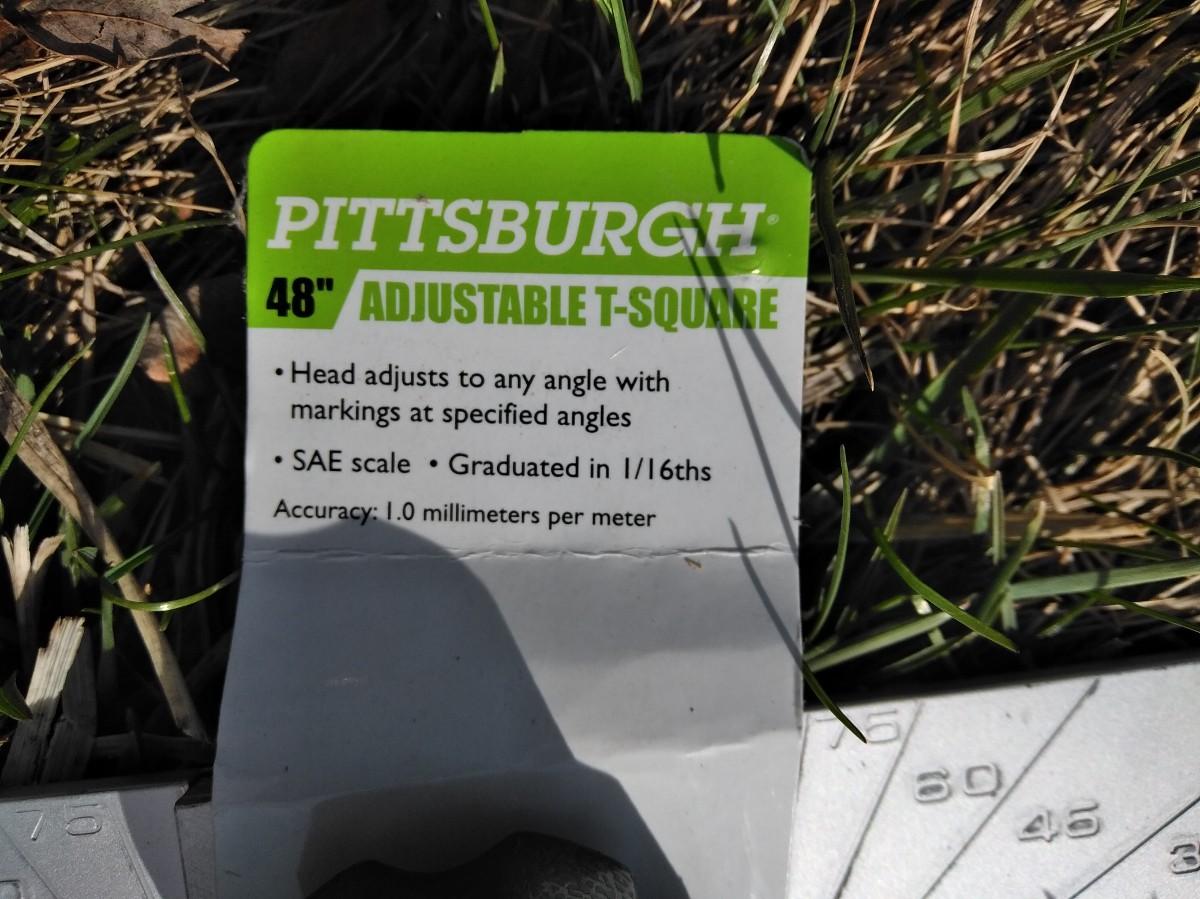 PITTSBURGH®
48" ADJUSTABLE T-SQUARE
• Head adjusts to any angle with
markings at specified angles
• SAE scale • Graduated in 1/16ths
Accuracy: 1.0 millimeters per meter
75 60 45
75